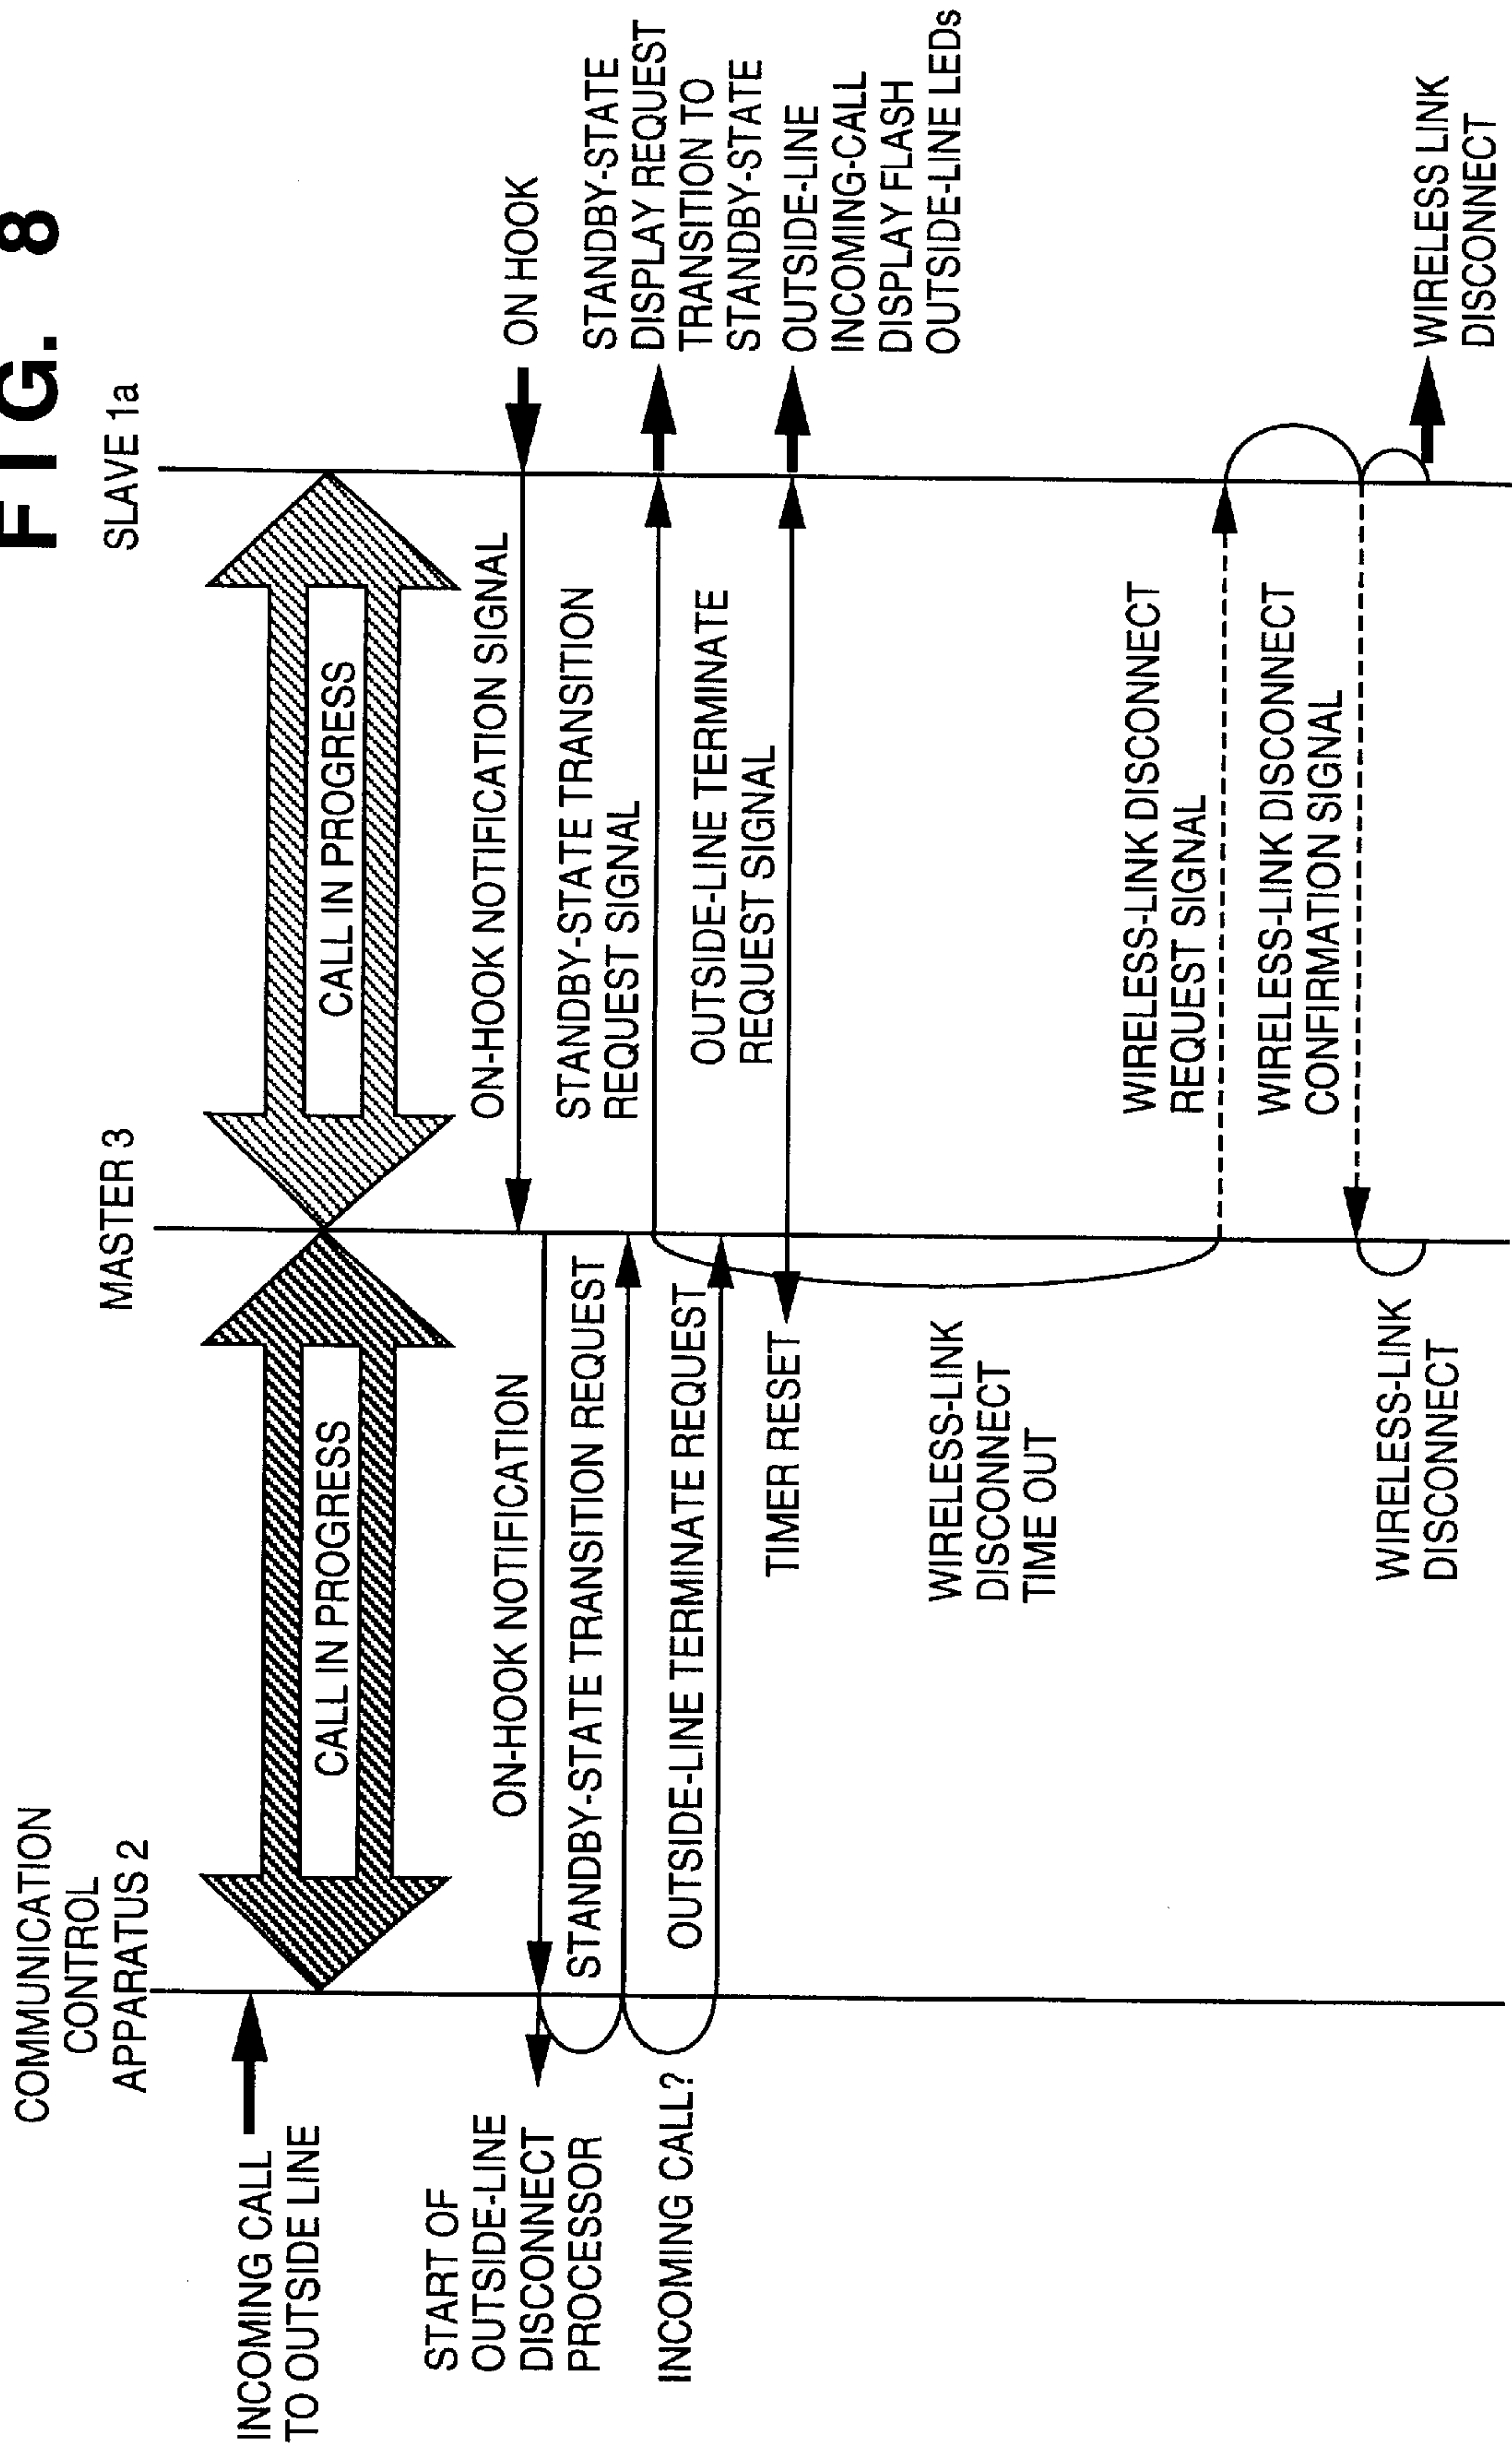 FIG. 8
COMMUNICATION
CONTROL
APPARATUS 2
MASTER 3
SLAVE 1a
INCOMING CALL
TO OUTSIDE LINE
CALL IN PROGRESS
CALL IN PROGRESS
ON HOOK
ON-HOOK NOTIFICATION SIGNAL
ON-HOOK NOTIFICATION
START OF
OUTSIDE-LINE
DISCONNECT
PROCESSOR
STANDBY-STATE TRANSITION REQUEST
STANDBY-STATE TRANSITION
REQUEST SIGNAL
STANDBY-STATE
DISPLAY REQUEST
TRANSITION TO
STANDBY-STATE
INCOMING CALL?
OUTSIDE-LINE TERMINATE REQUEST
OUTSIDE-LINE TERMINATE
REQUEST SIGNAL
OUTSIDE-LINE
INCOMING-CALL
DISPLAY FLASH
OUTSIDE-LINE LEDs
TIMER RESET
WIRELESS-LINK
DISCONNECT
TIME OUT
WIRELESS-LINK DISCONNECT
REQUEST SIGNAL
WIRELESS-LINK DISCONNECT
CONFIRMATION SIGNAL
WIRELESS-LINK
DISCONNECT
WIRELESS LINK
DISCONNECT